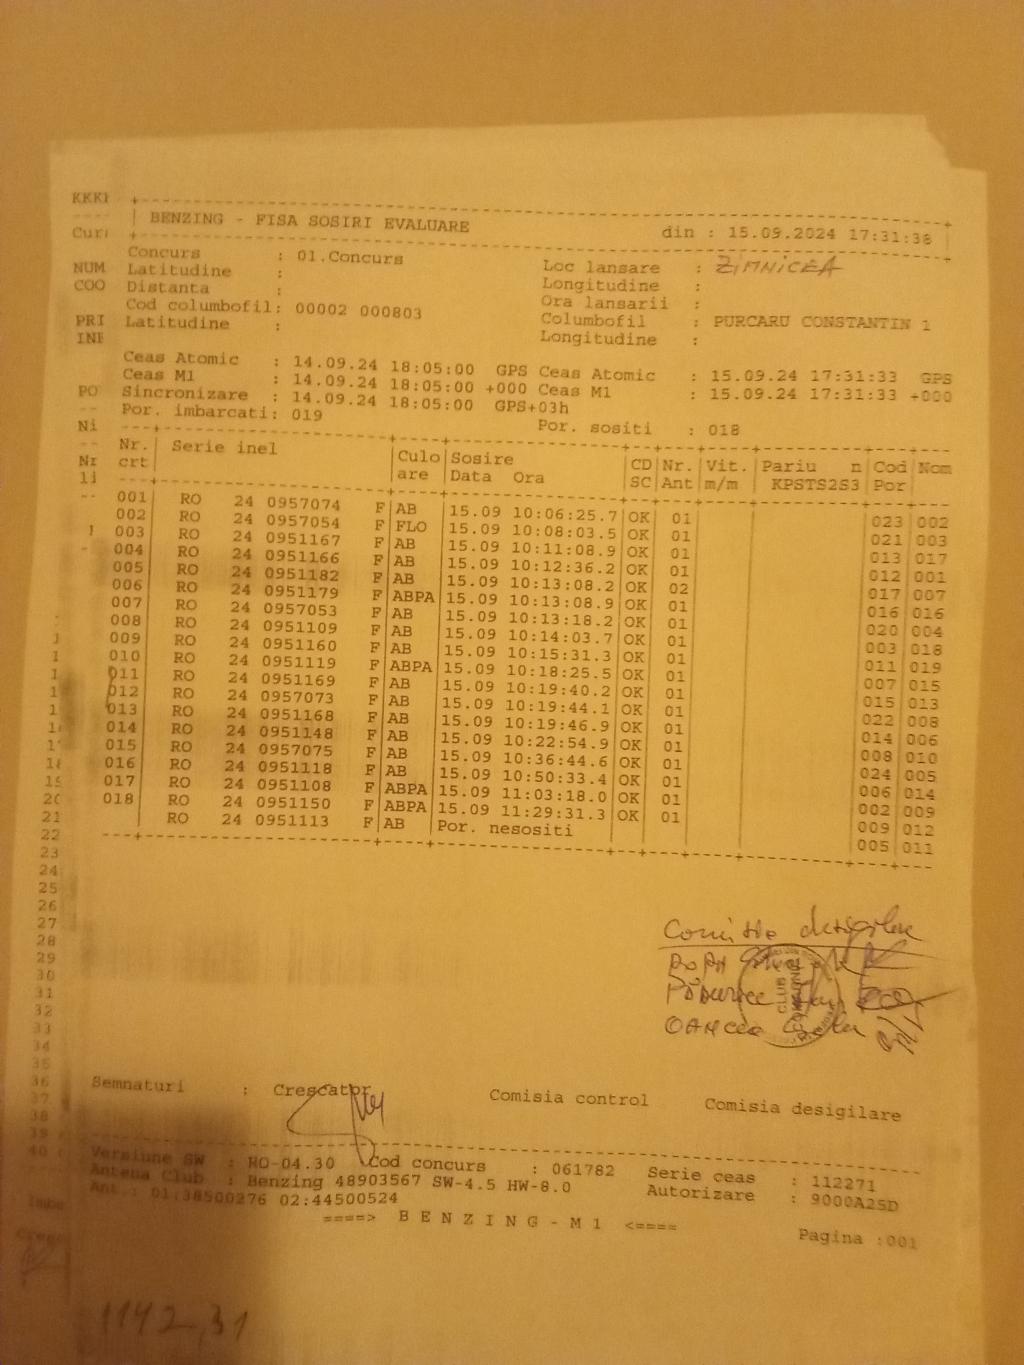 BENZING - FISA SOSIRI EVALUARE din : 15.09.2024 17:31:38
Concurs : 01.Concurs Loc lansare : ZIMNICEA
Latitudine : Longitudine :
Distanta : Ora lansarii :
Cod columbofil: 00002 000803 Columbofil : PURCARU CONSTANTIN 1
Latitudine : Longitudine :
Ceas Atomic : 14.09.24 18:05:00 GPS Ceas Atomic : 15.09.24 17:31:33 GPS
Ceas M1 : 14.09.24 18:05:00 +000 Ceas M1 : 15.09.24 17:31:33 +000
Sincronizare : 14.09.24 18:05:00 GPS+03h
Por. imbarcati: 019 Por. sositi : 018
Nr. Serie inel Culo Sosire CD Nr. Vit. Pariu n Cod Nom
crt are Data Ora SC Ant m/m KPSTS2S3 Por
001 RO 24 0957074 F AB 15.09 10:06:25.7 OK 01 023 002
002 RO 24 0957054 F FLO 15.09 10:08:03.5 OK 01 021 003
003 RO 24 0951167 F AB 15.09 10:11:08.9 OK 01 013 017
004 RO 24 0951166 F AB 15.09 10:12:36.2 OK 01 012 001
005 RO 24 0951182 F AB 15.09 10:13:08.2 OK 02 017 007
006 RO 24 0951179 F ABPA 15.09 10:13:08.9 OK 01 016 016
007 RO 24 0957053 F AB 15.09 10:13:18.2 OK 01 020 004
008 RO 24 0951109 F AB 15.09 10:14:03.7 OK 01 003 018
009 RO 24 0951160 F AB 15.09 10:15:31.3 OK 01 011 019
010 RO 24 0951119 F ABPA 15.09 10:18:25.5 OK 01 007 015
011 RO 24 0951169 F AB 15.09 10:19:40.2 OK 01 015 013
012 RO 24 0957073 F AB 15.09 10:19:44.1 OK 01 022 008
013 RO 24 0951168 F AB 15.09 10:19:46.9 OK 01 014 006
014 RO 24 0951148 F AB 15.09 10:22:54.9 OK 01 008 010
015 RO 24 0957075 F AB 15.09 10:36:44.6 OK 01 024 005
016 RO 24 0951118 F AB 15.09 10:50:33.4 OK 01 006 014
017 RO 24 0951108 F ABPA 15.09 11:03:18.0 OK 01 002 009
018 RO 24 0951150 F ABPA 15.09 11:29:31.3 OK 01 009 012
RO 24 0951113 F AB Por. nesositi 005 011
Comisie desigilare
Semnaturi : Crescator Comisia control Comisia desigilare
Versiune SW : RO-04.30 Cod concurs : 061782 Serie ceas : 112271
Antena Club : Benzing 48903567 SW-4.5 HW-8.0 Autorizare : 9000A2SD
Ant.: 01:38500276 02:44500524
====> B E N Z I N G - M 1 <==== Pagina :001
1142,31